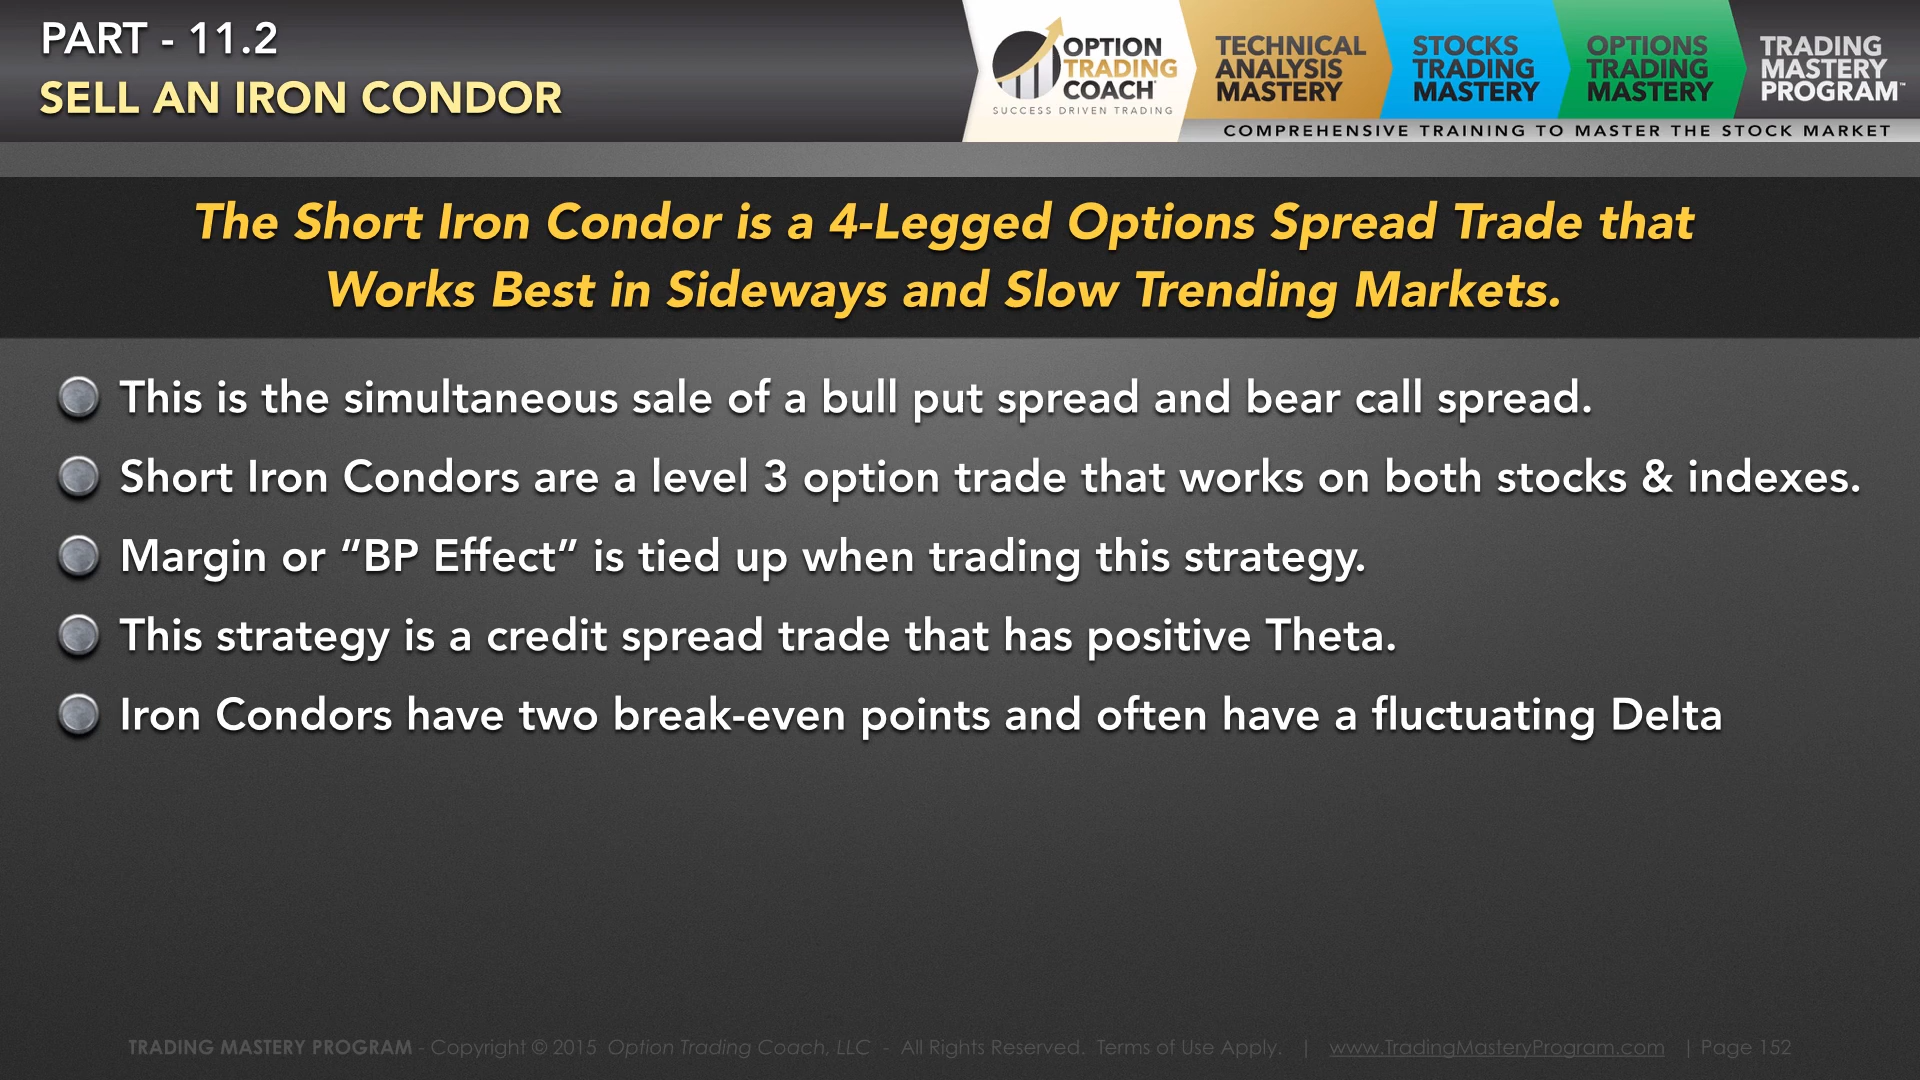 PART - 11.2
SELL AN IRON CONDOR
OPTION
TRADING
COACH
SUCCESS DRIVEN TRADING
TECHNICAL
ANALYSIS
MASTERY
STOCKS
TRADING
MASTERY
OPTIONS
TRADING
MASTERY
TRADING
MASTERY
PROGRAM™
COMPREHENSIVE TRAINING TO MASTER THE STOCK MARKET
The Short Iron Condor is a 4-Legged Options Spread Trade that
Works Best in Sideways and Slow Trending Markets.
This is the simultaneous sale of a bull put spread and bear call spread.
Short Iron Condors are a level 3 option trade that works on both stocks & indexes.
Margin or “BP Effect” is tied up when trading this strategy.
This strategy is a credit spread trade that has positive Theta.
Iron Condors have two break-even points and often have a fluctuating Delta
TRADING MASTERY PROGRAM - Copyright © 2015 Option Trading Coach, LLC - All Rights Reserved. Terms of Use Apply. | www.TradingMasteryProgram.com | Page 152